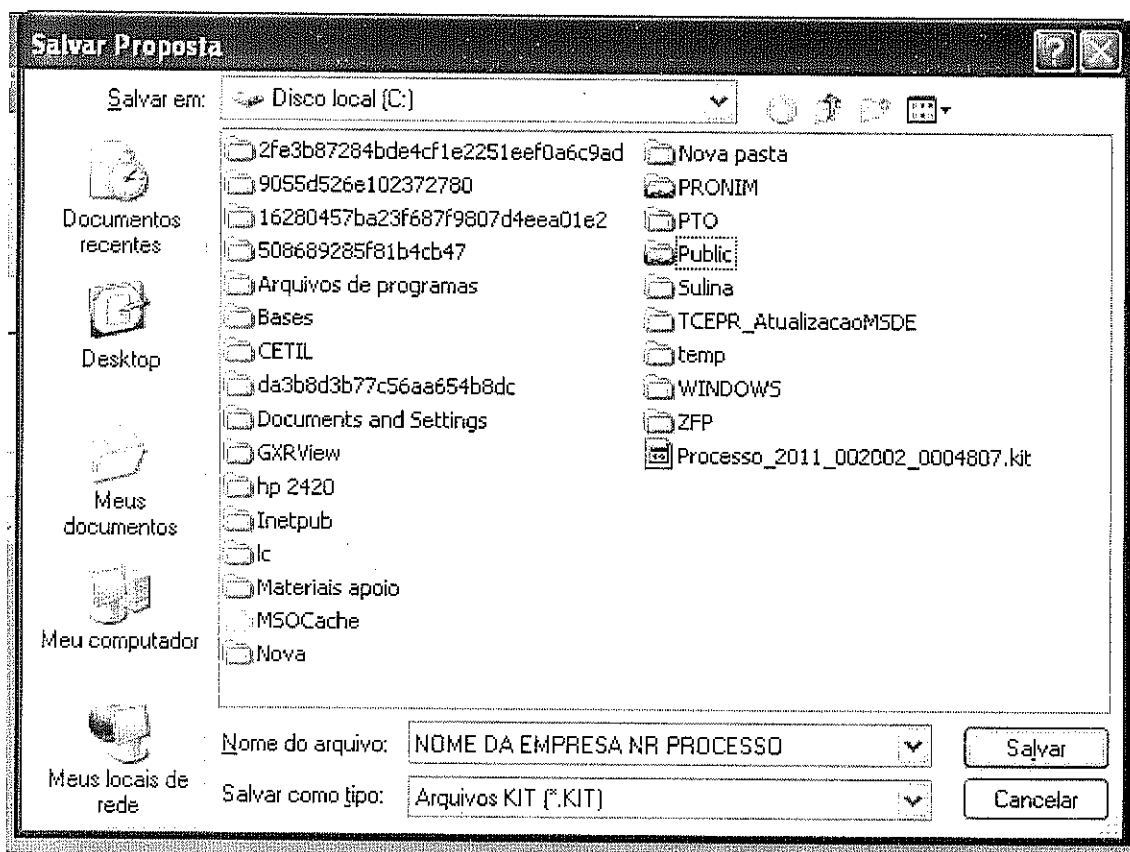 Salvar Proposta
Salvar em: Disco local (C:)
Documentos
recentes
Desktop
Meus
documentos
Meu computador
Meus locais de
rede
2fe3b87284bde4cf1e2251eef0a6c9ad
9055d526e102372780
16280457ba23f687f9807d4eea01e2
508689285f81b4cb47
Arquivos de programas
Bases
CETIL
da3b8d3b77c56aa654b8dc
Documents and Settings
GXRView
hp 2420
Inetpub
lc
Materiais apoio
MSOCache
Nova
Nova pasta
PRONIM
PTO
Public
Sulina
TCEPR_AtualizacaoMSDE
temp
WINDOWS
ZFP
Processo_2011_002002_0004807.kit
Nome do arquivo: NOME DA EMPRESA NR PROCESSO
Salvar
Salvar como tipo: Arquivos KIT (*.KIT)
Cancelar